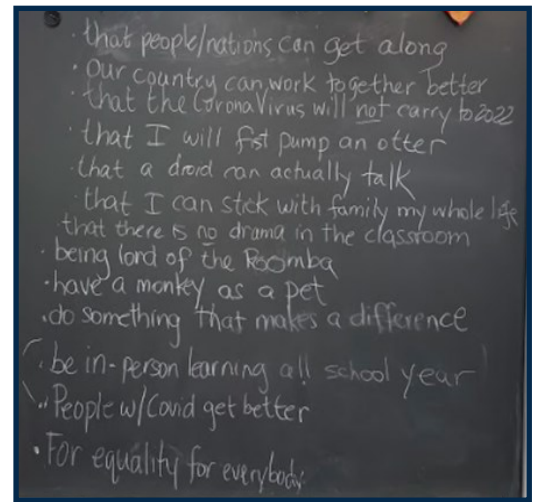 · that people/nations can get along
· Our country can work together better
· that the CoronaVirus will not carry to 2022
· that I will fist pump an otter
· that a droid can actually talk
· that I can stick with family my whole life
that there is no drama in the classroom
· being lord of the Roomba
· have a monkey as a pet
· do something that makes a difference
· be in-person learning all school year
· People w/Covid get better
· For equality for everybody